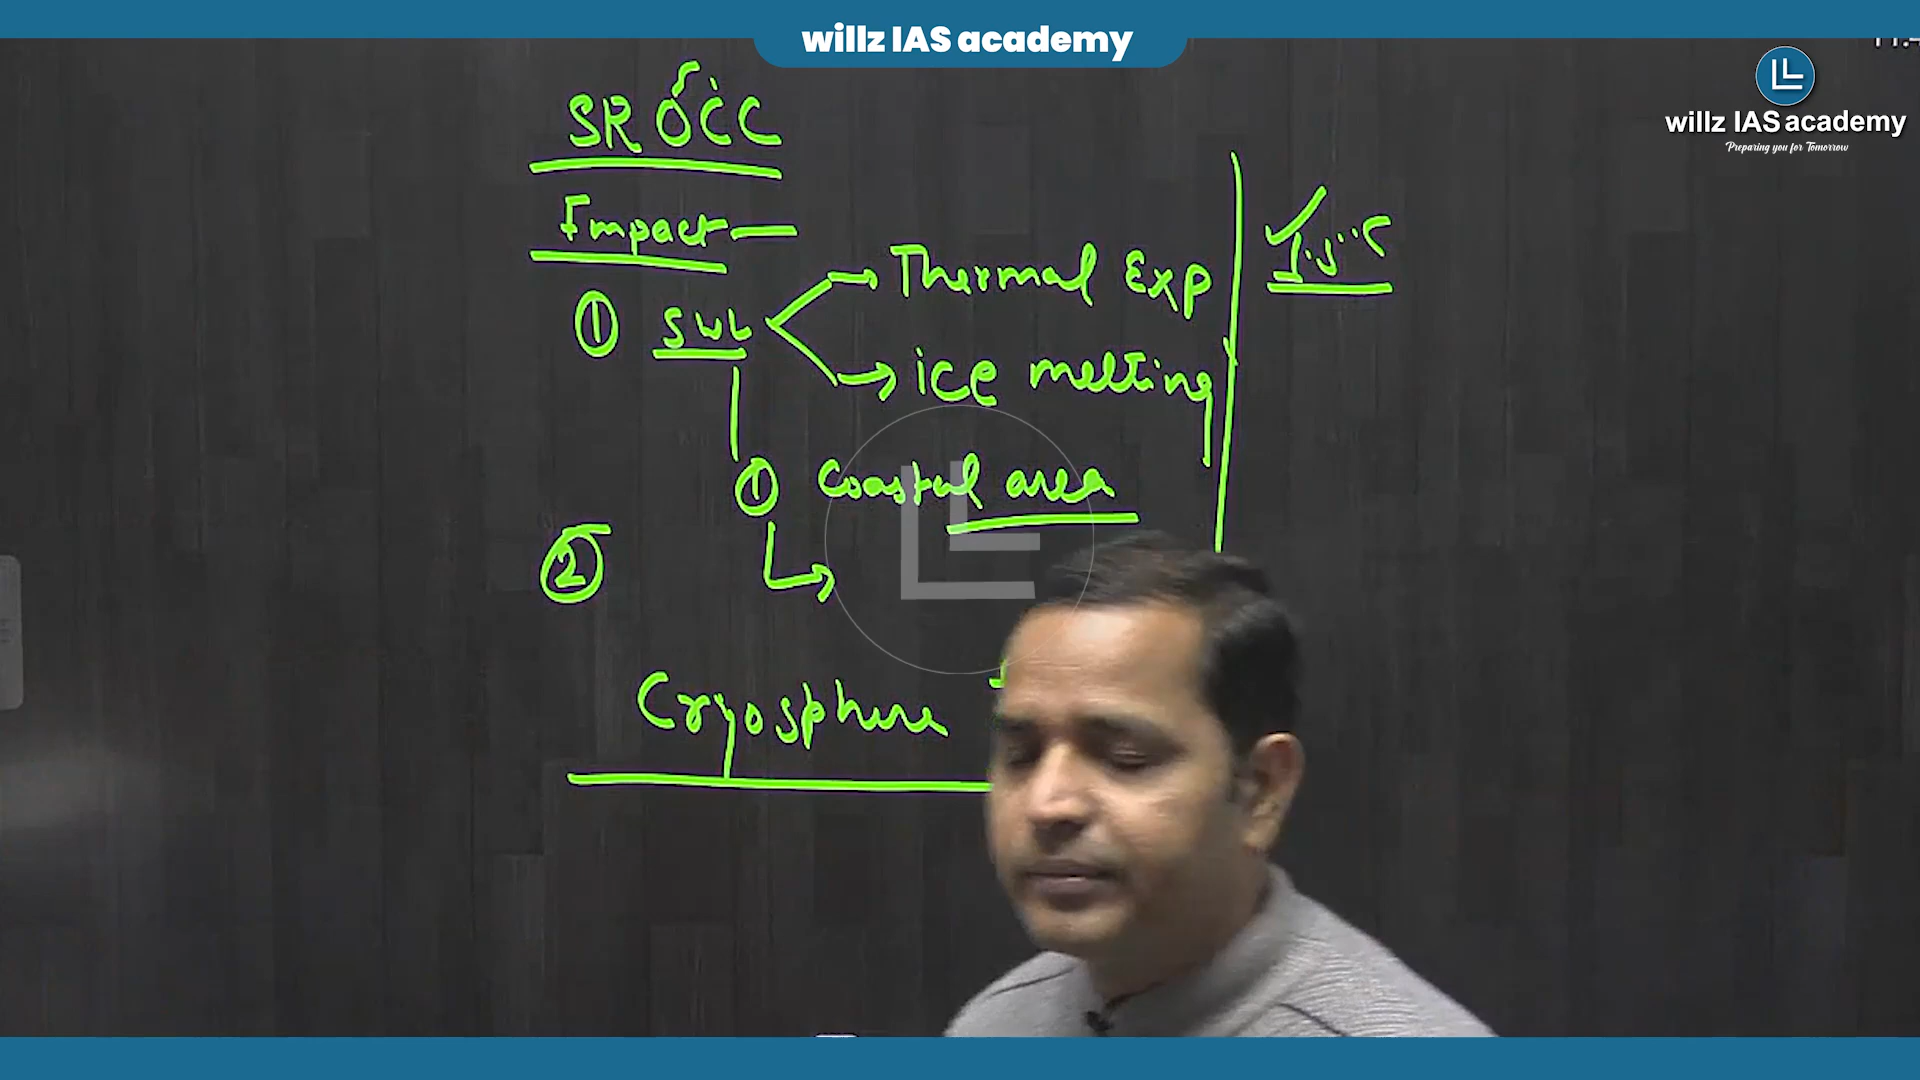 willz IAS academy
willz IAS academy
Preparing you for Tomorrow
SROCC
Impact —
① SWL → Thermal Exp
→ ice melting
① Coastal area
②
Cryosphere